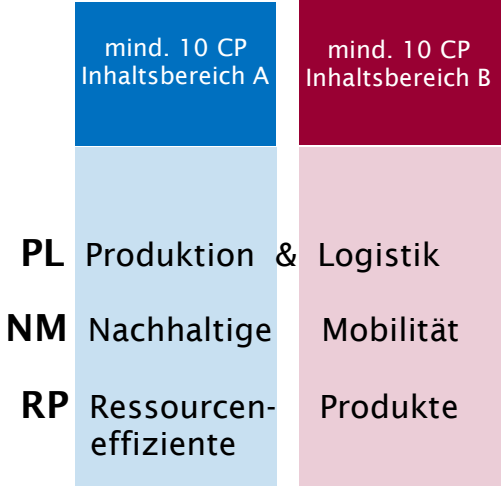 mind. 10 CP
Inhaltsbereich A
mind. 10 CP
Inhaltsbereich B
PL Produktion & Logistik
NM Nachhaltige Mobilität
RP Ressourcen- Produkte
effiziente